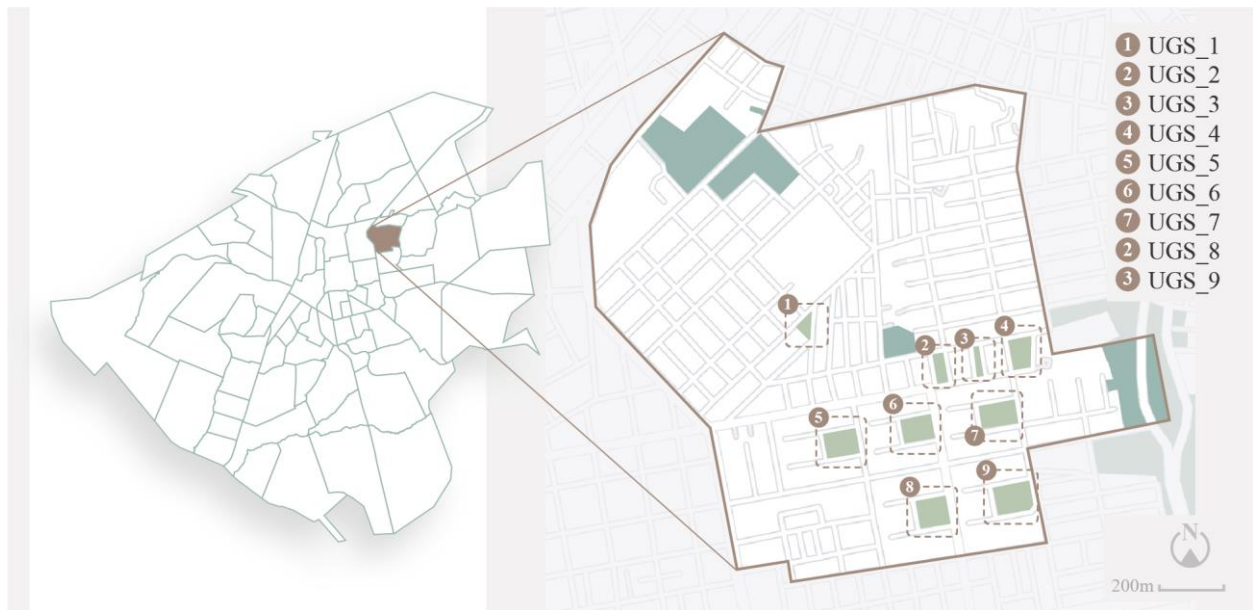 1 UGS_1
2 UGS_2
3 UGS_3
4 UGS_4
5 UGS_5
6 UGS_6
7 UGS_7
2 UGS_8
3 UGS_9
1
2
3
4
5
6
7
8
9
N
200m